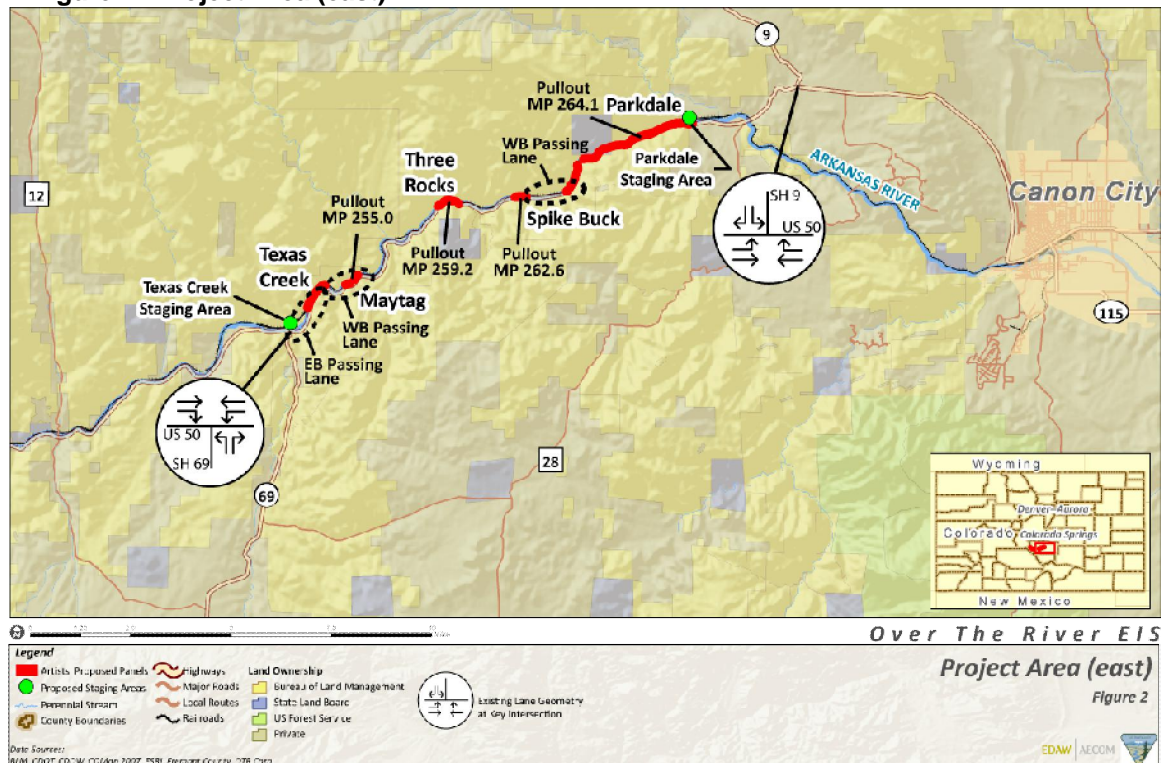 Project Area (east)
9
Pullout
MP 264.1
Parkdale
WB Passing
Lane
Parkdale
Staging Area
Three
Rocks
12
ARKANSAS RIVER
Canon City
SH 9
US 50
Pullout
MP 255.0
Spike Buck
Texas
Creek
Pullout
MP 259.2
Pullout
MP 262.6
Texas Creek
Staging Area
Maytag
WB Passing
Lane
115
EB Passing
Lane
US 50
SH 69
28
69
Wyoming
Denver-Aurora
Colorado
Colorado Springs
New Mexico
Over The River EIS
Legend
Artists Proposed Panels
Proposed Staging Areas
Perennial Stream
County Boundaries
Highways
Major Roads
Local Routes
Railroads
Land Ownership
Bureau of Land Management
State Land Board
US Forest Service
Private
Existing Lane Geometry
at Key Intersection
Project Area (east)
Figure 2
Data Sources:
EDAW AECOM